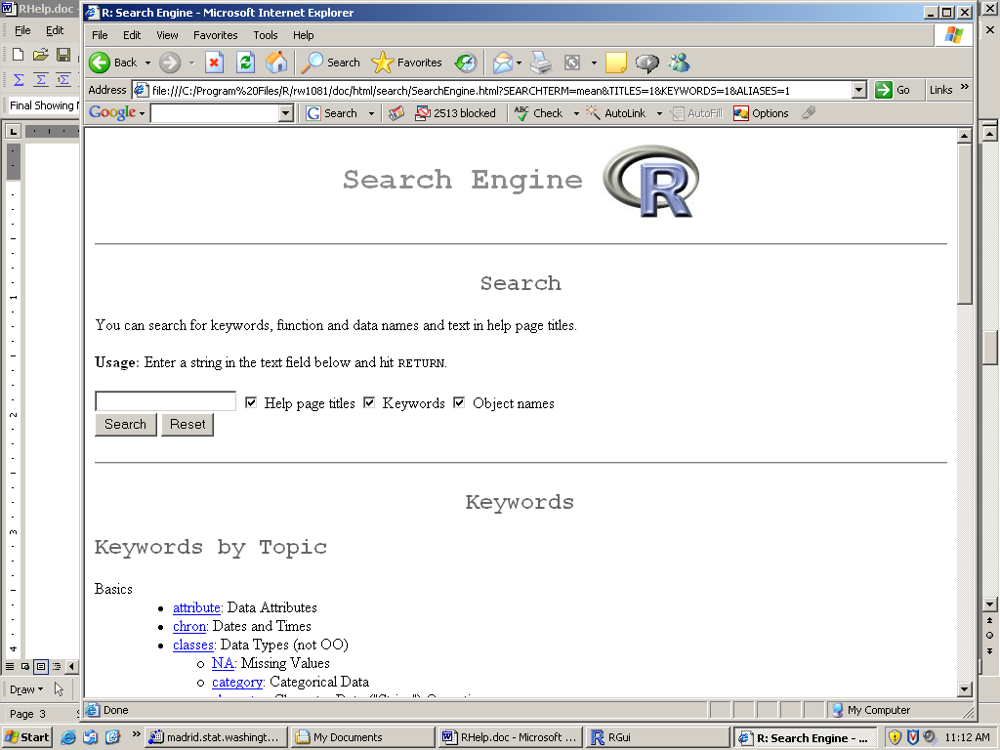 RHelp.doc -
R: Search Engine - Microsoft Internet Explorer
File Edit
File Edit View Favorites Tools Help
Back Search Favorites
Address file:///C:/Program%20Files/R/rw1081/doc/html/search/SearchEngine.html?SEARCHTERM=mean&TITLES=1&KEYWORDS=1&ALIASES=1 Go Links »
Final Showing
Google Search 2513 blocked Check AutoLink AutoFill Options
Search Engine R
Search
You can search for keywords, function and data names and text in help page titles.
Usage: Enter a string in the text field below and hit RETURN.
Help page titles Keywords Object names
Search Reset
Keywords
Keywords by Topic
Basics
attribute: Data Attributes
chron: Dates and Times
classes: Data Types (not OO)
NA: Missing Values
category: Categorical Data
Draw
Done My Computer
Page 3
Start » madrid.stat.washingt... My Documents RHelp.doc - Microsoft ... RGui R: Search Engine - ... 11:12 AM